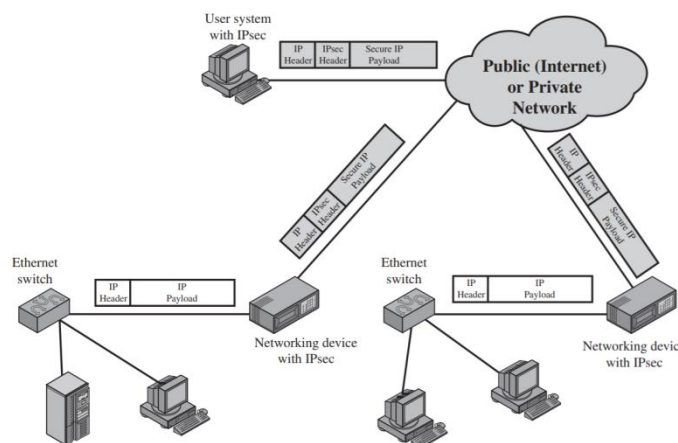 User system
with IPsec
IP
Header
IPsec
Header
Secure IP
Payload
Public (Internet)
or Private
Network
IP
Header
IPsec
Header
Secure IP
Payload
IP
Header
IPsec
Header
Secure IP
Payload
Ethernet
switch
IP
Header
IP
Payload
Networking device
with IPsec
Ethernet
switch
IP
Header
IP
Payload
Networking device
with IPsec